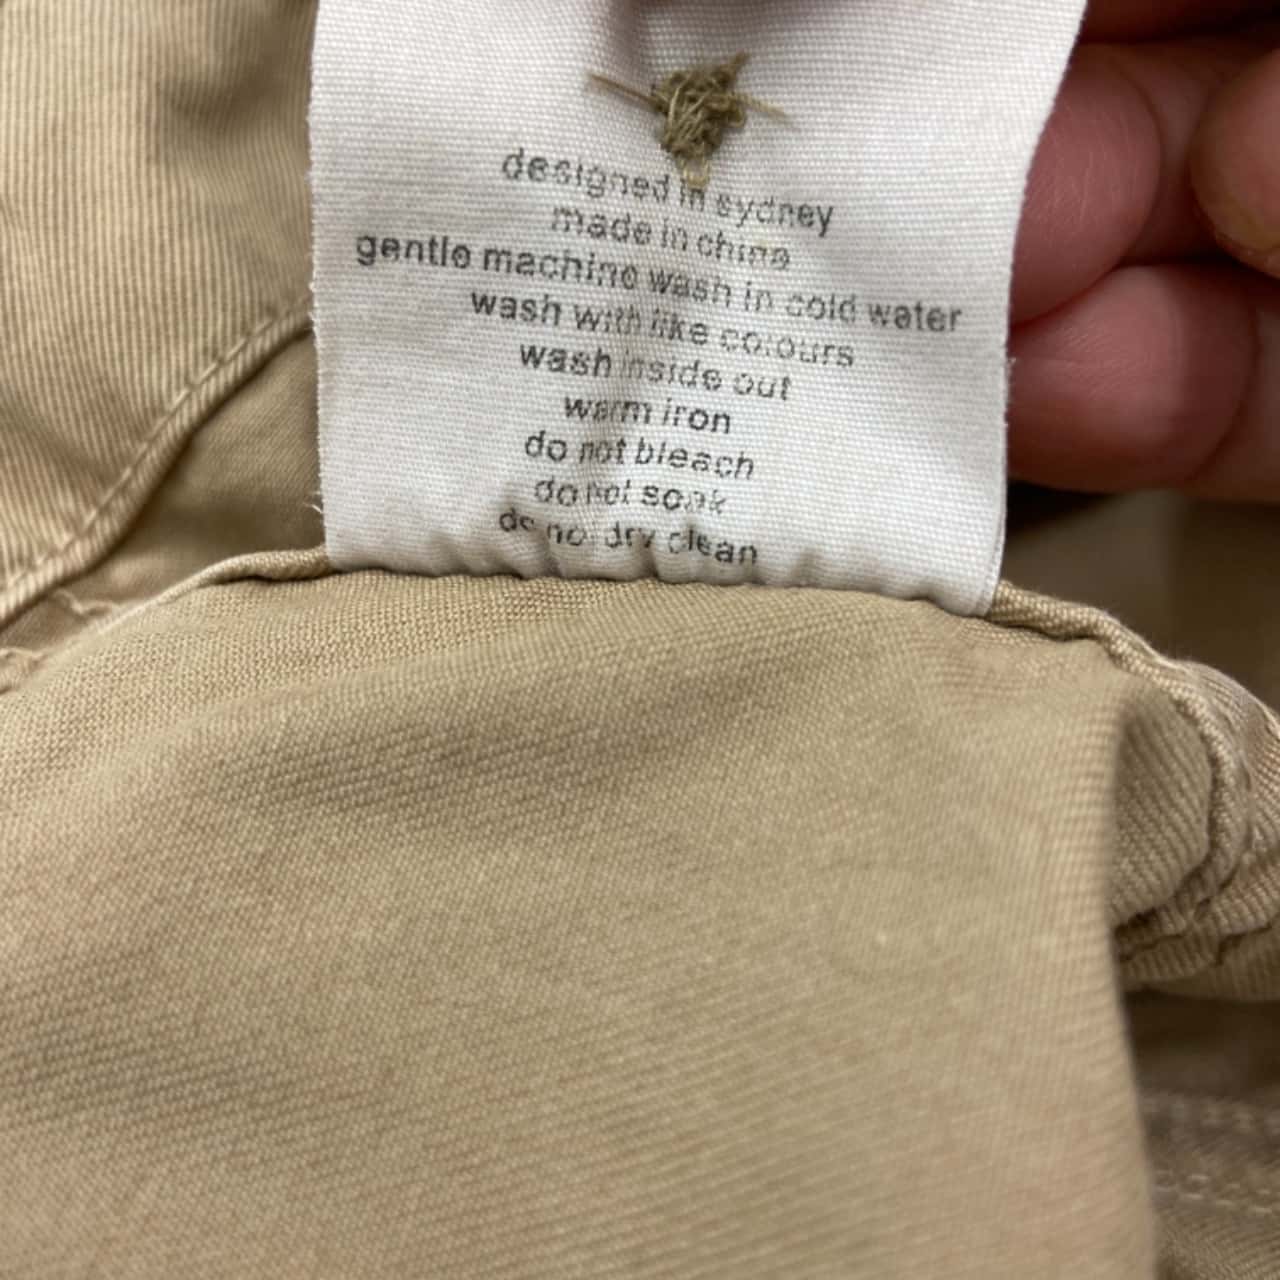 designed in sydney
made in china
gentle machine wash in cold water
wash with like colours
wash inside out
warm iron
do not bleach
do not soak
do not dry clean